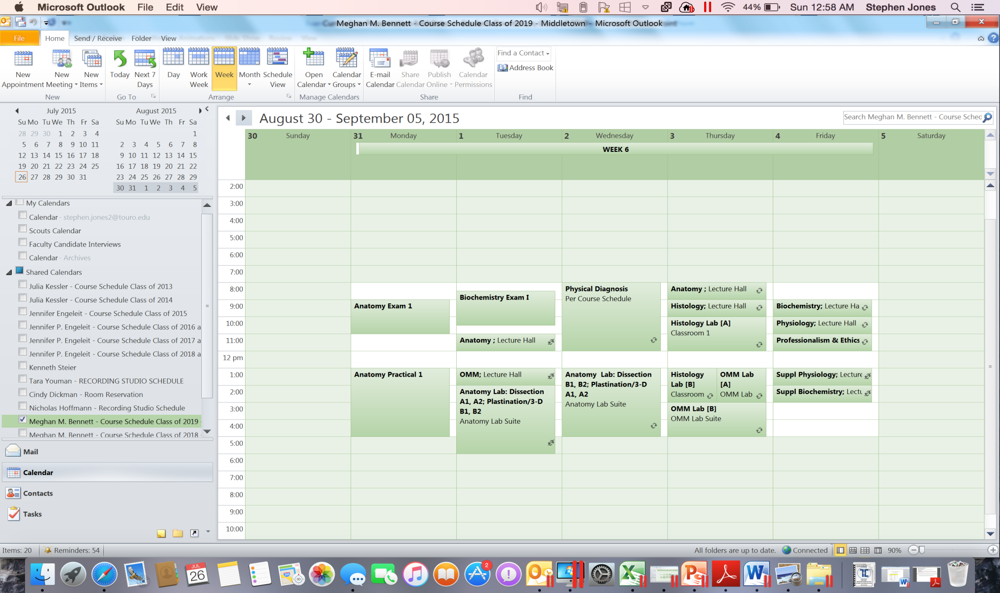 Microsoft Outlook File Edit View
44% Sun 12:58 AM Stephen Jones
Meghan M. Bennett - Course Schedule Class of 2019 - Middletown - Microsoft Outlook
File Home Send / Receive Folder View
New Appointment
New Meeting
New Items
Today
Next 7 Days
Day
Work Week
Week
Month
Schedule View
Open Calendar
Calendar Groups
E-mail Calendar
Share Calendar
Publish Online
Calendar Permissions
Find a Contact
Address Book
New Go To Arrange Manage Calendars Share Find
July 2015
Su Mo Tu We Th Fr Sa
28 29 30 1 2 3 4
5 6 7 8 9 10 11
12 13 14 15 16 17 18
19 20 21 22 23 24 25
26 27 28 29 30 31
August 2015
Su Mo Tu We Th Fr Sa
1
2 3 4 5 6 7 8
9 10 11 12 13 14 15
16 17 18 19 20 21 22
23 24 25 26 27 28 29
30 31 1 2 3 4 5
My Calendars
Calendar - stephen.jones2@touro.edu
Scouts Calendar
Faculty Candidate Interviews
Calendar - Archives
Shared Calendars
Julia Kessler - Course Schedule Class of 2013
Julia Kessler - Course Schedule Class of 2014
Jennifer Engeleit - Course Schedule Class of 2015
Jennifer P. Engeleit - Course Schedule Class of 2016 a
Jennifer P. Engeleit - Course Schedule Class of 2017 a
Jennifer P. Engeleit - Course Schedule Class of 2018 a
Kenneth Steier
Tara Youman - RECORDING STUDIO SCHEDULE
Cindy Dickman - Room Reservation
Nicholas Hoffmann - Recording Studio Schedule
Meghan M. Bennett - Course Schedule Class of 2019 -
Meghan M. Bennett - Course Schedule Class of 2018 -
Mail
Calendar
Contacts
Tasks
August 30 - September 05, 2015
Search Meghan M. Bennett - Course Sched
30 Sunday 31 Monday 1 Tuesday 2 Wednesday 3 Thursday 4 Friday 5 Saturday
WEEK 6
2:00
3:00
4:00
5:00
6:00
7:00
8:00
9:00
10:00
11:00
12 pm
1:00
2:00
3:00
4:00
5:00
6:00
7:00
8:00
9:00
10:00
Anatomy Exam 1
Anatomy Practical 1
Biochemistry Exam I
Anatomy ; Lecture Hall
OMM; Lecture Hall
Anatomy Lab: Dissection
A1, A2; Plastination/3-D
B1, B2
Anatomy Lab Suite
Physical Diagnosis
Per Course Schedule
Anatomy Lab: Dissection
B1, B2; Plastination/3-D
A1, A2
Anatomy Lab Suite
Anatomy ; Lecture Hall
Histology; Lecture Hall
Histology Lab [A]
Classroom 1
Histology
Lab [B]
Classroom
OMM Lab
[A]
OMM Lab
OMM Lab [B]
OMM Lab Suite
Biochemistry; Lecture Ha
Physiology; Lecture Hall
Professionalism & Ethics
Suppl Physiology; Lecture
Suppl Biochemistry; Lectu
Items: 20 Reminders: 54
All folders are up to date. Connected 90%
JUL
26
2